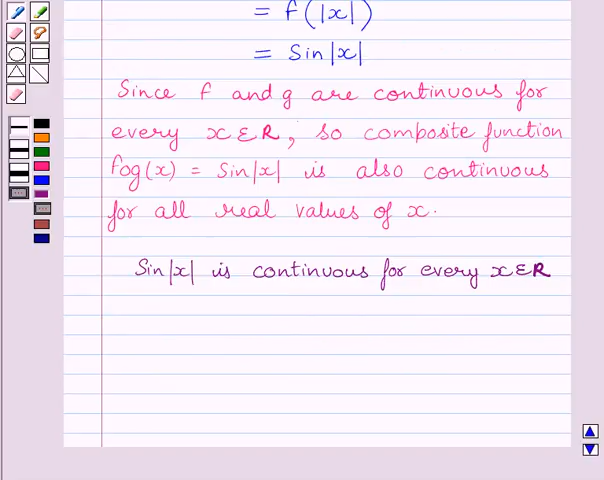 = f(|x|)
= Sin|x|
Since f and g are continuous for
every x ∈ R, so composite function
fog(x) = Sin|x| is also continuous
for all real values of x.
Sin|x| is continuous for every x ∈ R